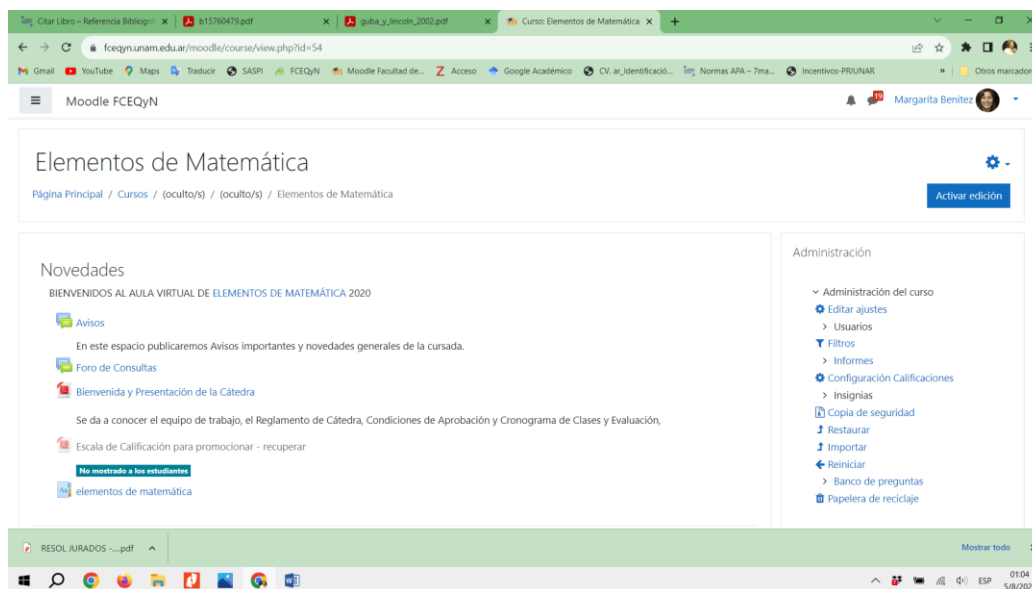 Citar Libro – Referencia Bibliogra
b15760479.pdf
guba_y_lincoln_2002.pdf
Curso: Elementos de Matemática
fceqyn.unam.edu.ar/moodle/course/view.php?id=54
Gmail YouTube Maps Traducir SASPI FCEQyN Moodle Facultad de... Acceso Google Académico CV. ar_Identificació... Normas APA – 7ma... Incentivos-PRIUNAR » Otros marcador
Moodle FCEQyN
19
Margarita Benítez
Elementos de Matemática
Página Principal / Cursos / (oculto/s) / (oculto/s) / Elementos de Matemática
Activar edición
Novedades
BIENVENIDOS AL AULA VIRTUAL DE ELEMENTOS DE MATEMÁTICA 2020
Avisos
En este espacio publicaremos Avisos importantes y novedades generales de la cursada.
Foro de Consultas
Bienvenida y Presentación de la Cátedra
Se da a conocer el equipo de trabajo, el Reglamento de Cátedra, Condiciones de Aprobación y Cronograma de Clases y Evaluación,
Escala de Calificación para promocionar - recuperar
No mostrado a los estudiantes
elementos de matemática
Administración
Administración del curso
Editar ajustes
Usuarios
Filtros
Informes
Configuración Calificaciones
Insignias
Copia de seguridad
Restaurar
Importar
Reiniciar
Banco de preguntas
Papelera de reciclaje
RESOL JURADOS -....pdf
Mostrar todo
ESP
01:04
5/8/202